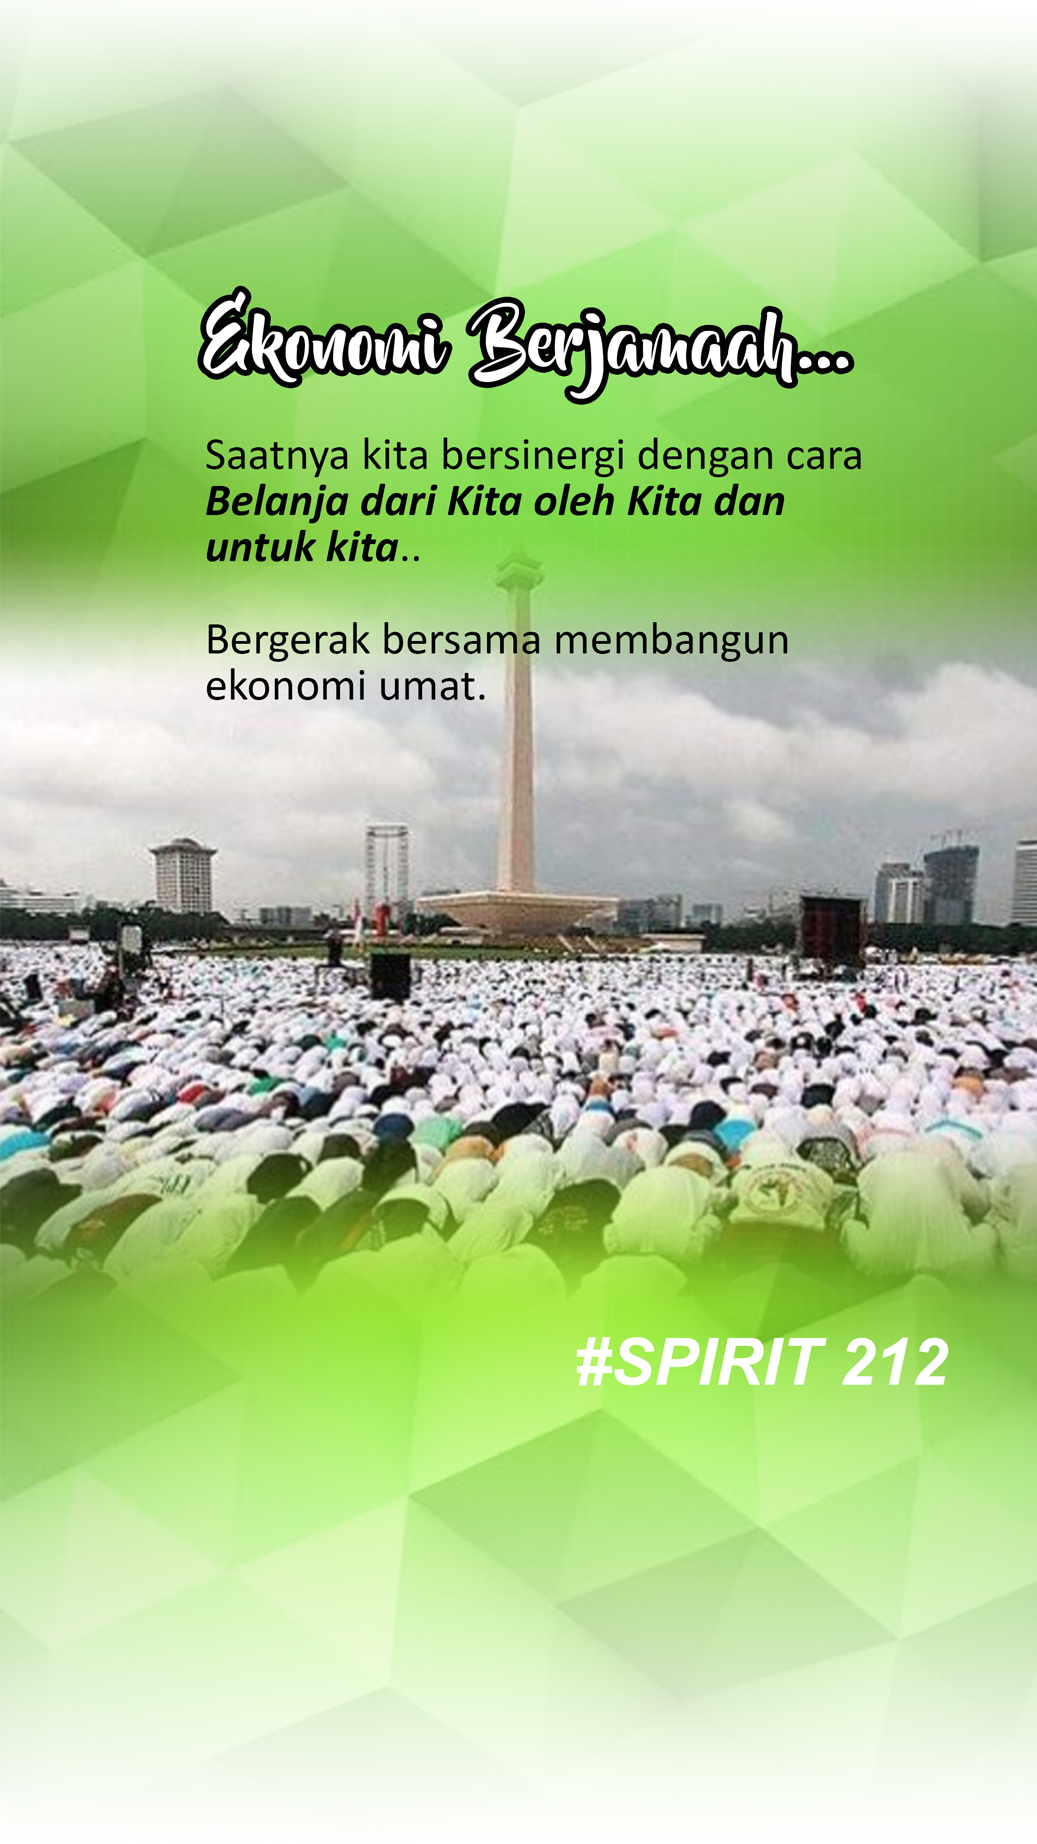 Ekonomi Berjamaah...
Saatnya kita bersinergi dengan cara
Belanja dari Kita oleh Kita dan
untuk kita..
Bergerak bersama membangun
ekonomi umat.
#SPIRIT 212